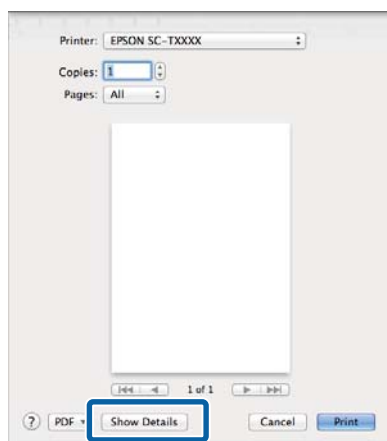 Printer: EPSON SC-TXXXX
Copies: 1
Pages: All
1 of 1
? PDF Show Details Cancel Print